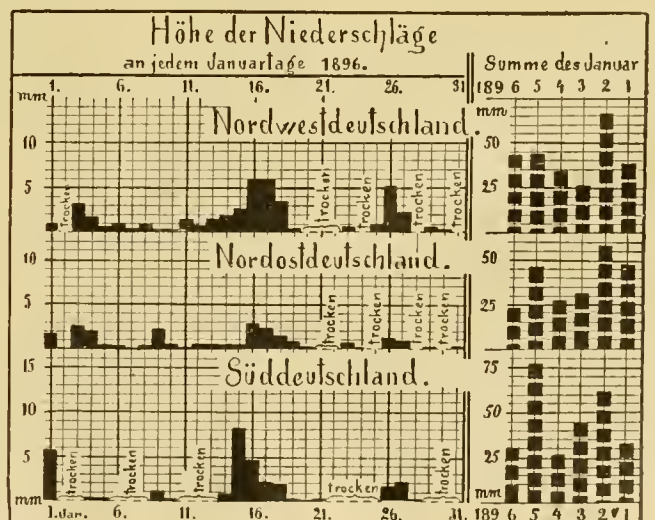 Höhe der Niederschläge
an jedem Januartage 1896.
Summe des Januar
1. 6. 11. 16. 21. 26. 31.
189 6 5 4 3 2 1
mm
mm
Nordwestdeutschland.
10
5
50
25
trocken trocken trocken trocken trocken
Nordostdeutschland.
10
5
50
25
trocken trocken trocken trocken
Süddeutschland.
15
10
5
mm
75
50
25
mm
trocken trocken trocken trocken trocken
1. Jan. 6. 11. 16. 21. 26. 31.
189 6 5 4 3 2 1